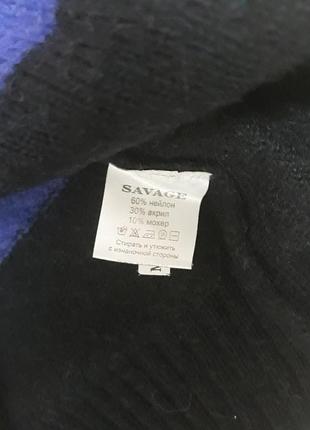 SAVAGE
60% нейлон
30% акрил
10% мохер
Стирать и утюжить
с изнаночной стороны